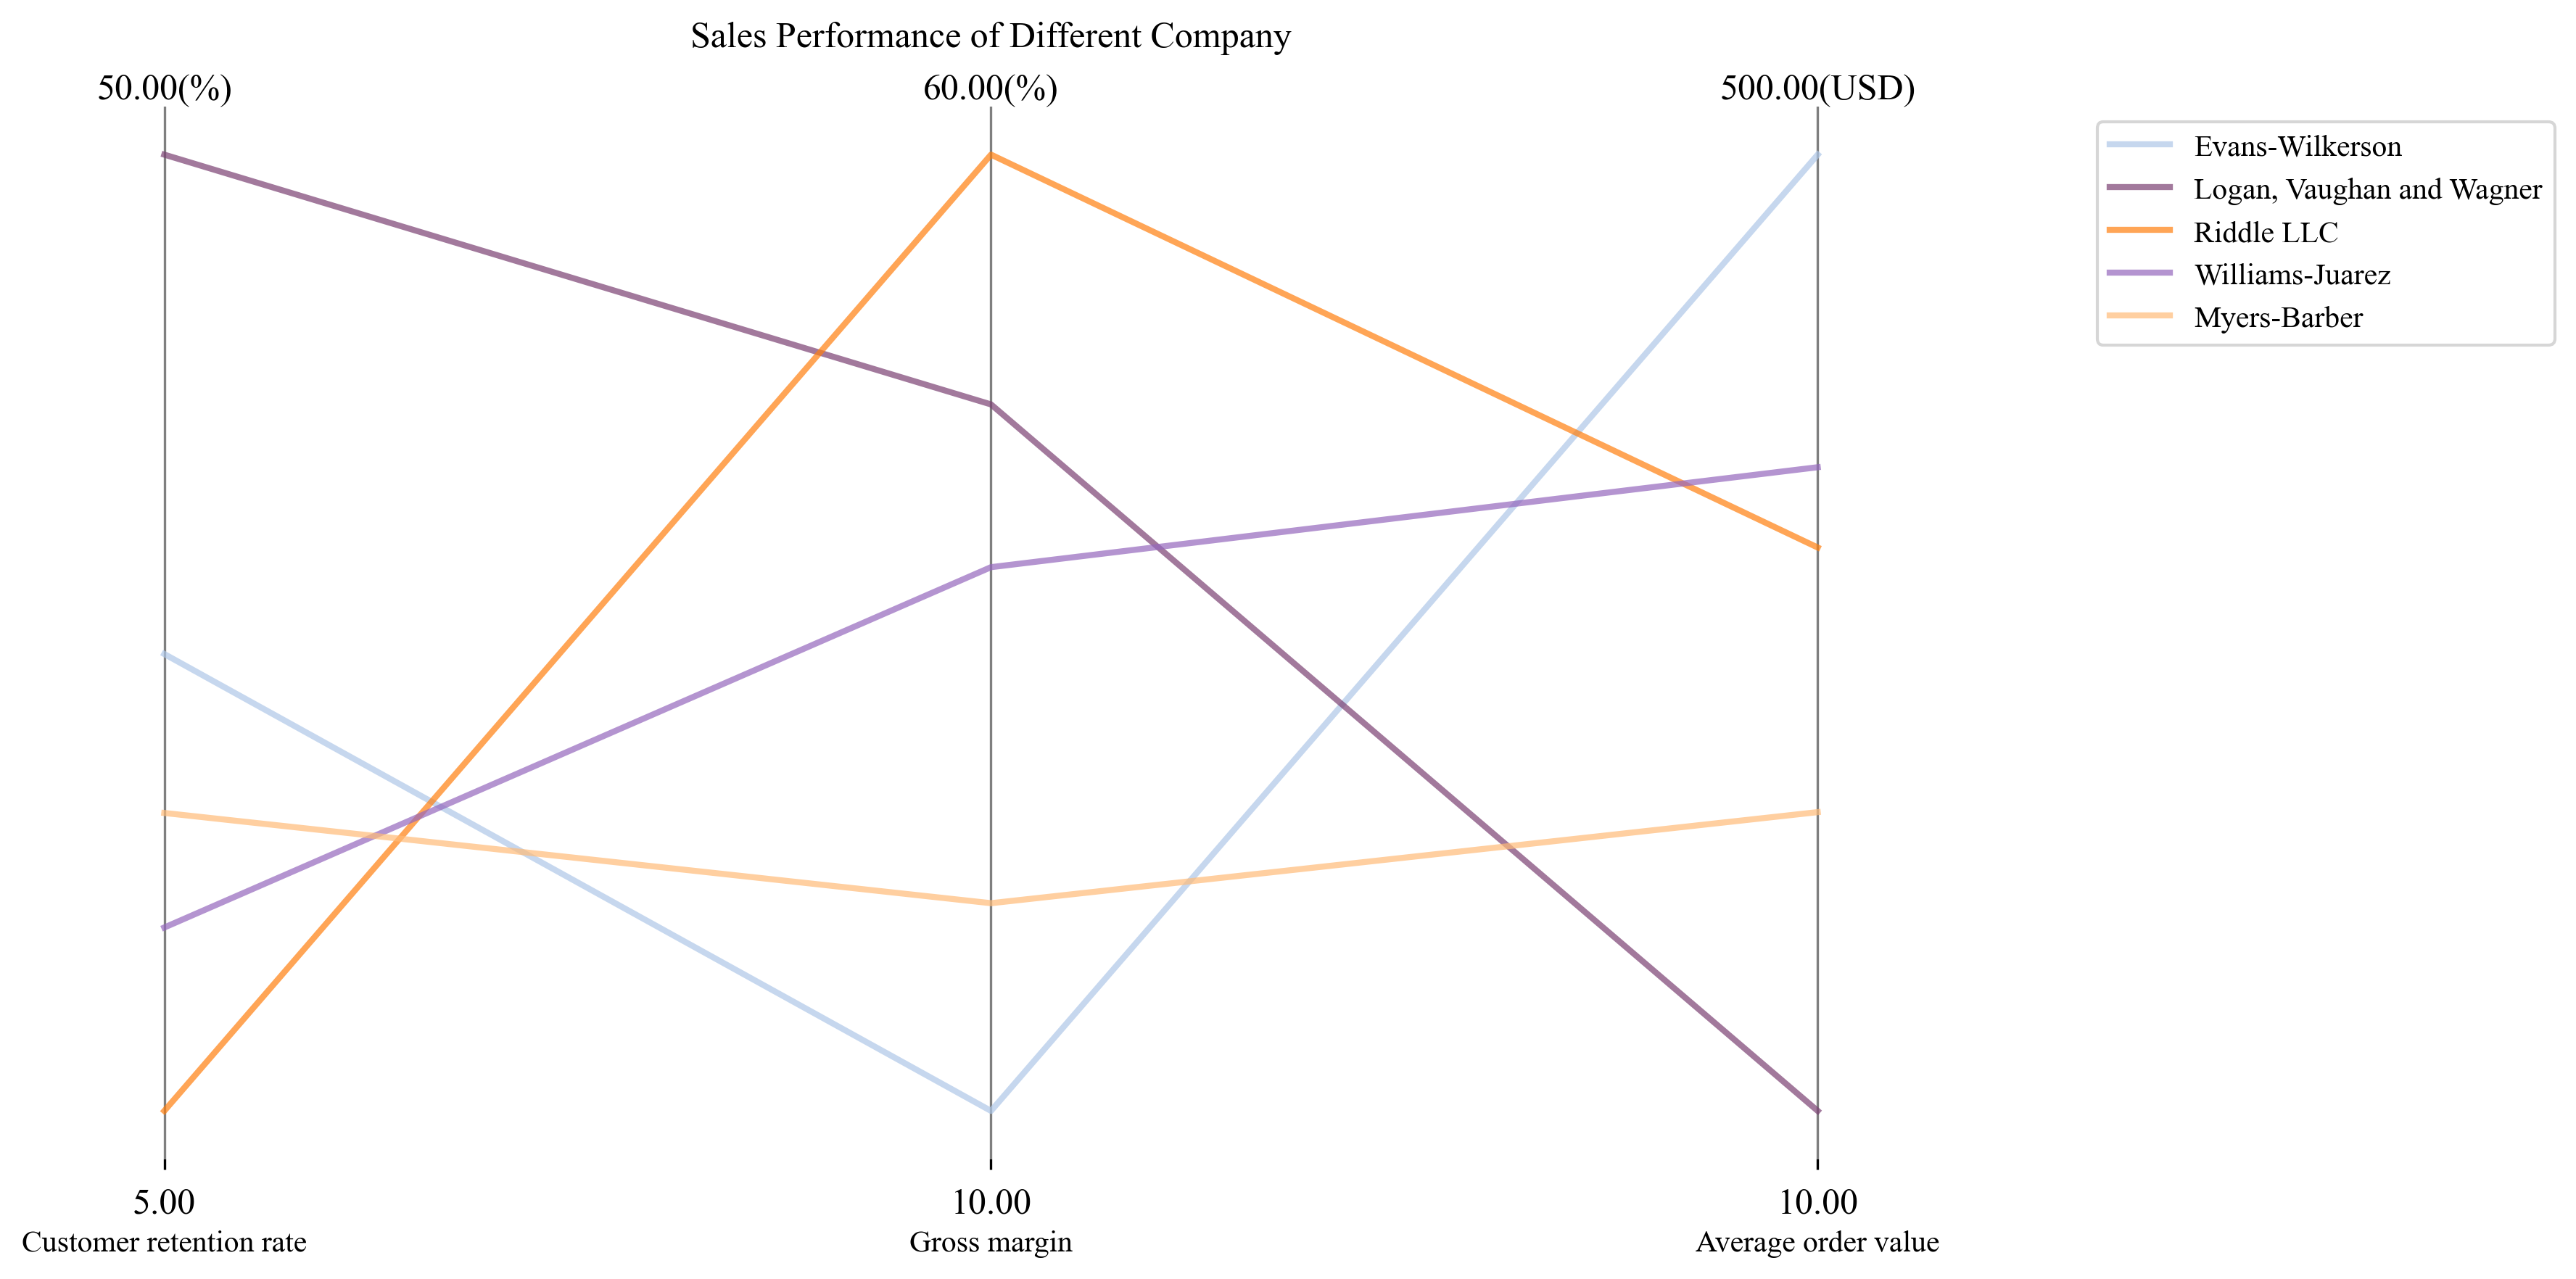 Sales Performance of Different Company
50.00(%)
60.00(%)
500.00(USD)
Evans-Wilkerson
Logan, Vaughan and Wagner
Riddle LLC
Williams-Juarez
Myers-Barber
5.00
10.00
10.00
Customer retention rate
Gross margin
Average order value